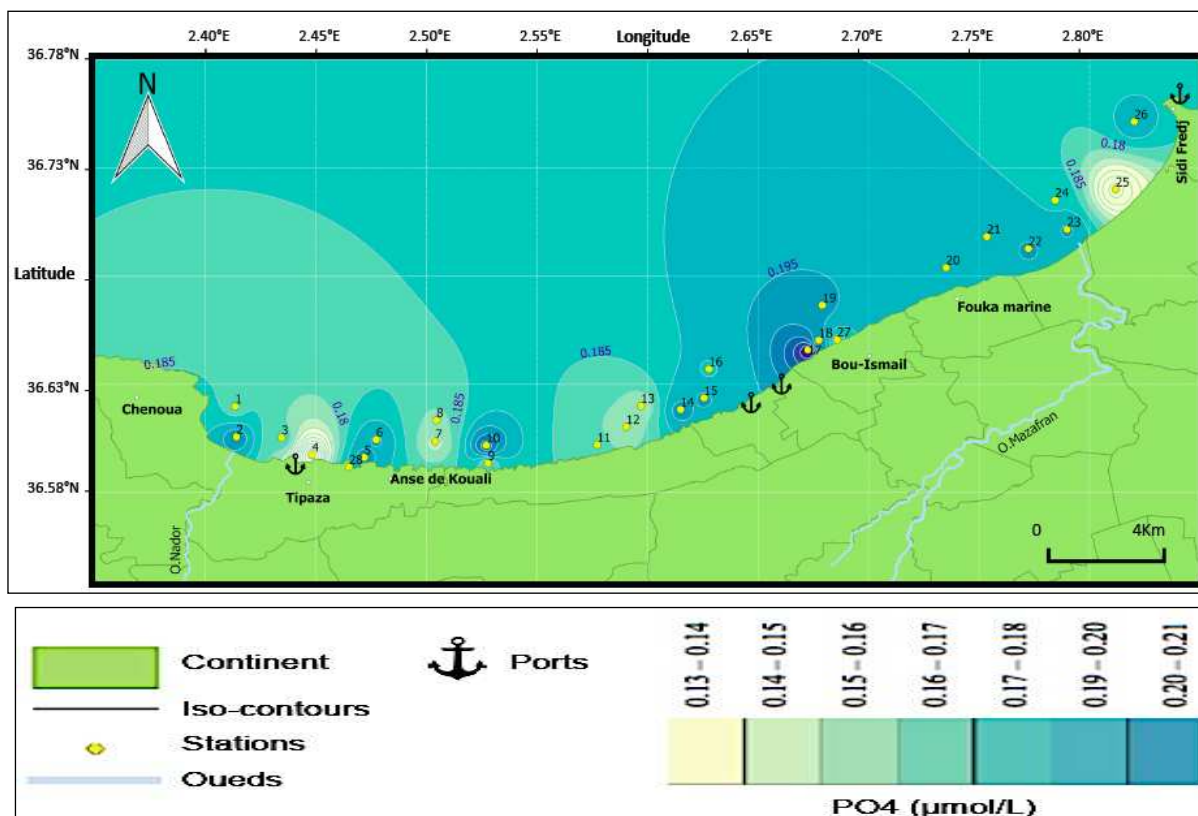 2.40°E 2.45°E 2.50°E 2.55°E Longitude 2.65°E 2.70°E 2.75°E 2.80°E
36.78°N
N
26
0.18
Sidi Fredj
36.73°N
0.185
25
24
23
21
22
Latitude
20
0.195
19
Fouka marine
18
27
17
0.185
0.185
16
Bou-Ismail
36.63°N
15
14
Chenoua
1
0.18
0.185
13
8
12
2
3
6
7
10
11
4
5
9
28
O.Mazafran
Anse de Kouali
36.58°N
Tipaza
O.Nador
0 4Km
Continent
Ports
Iso-contours
Stations
Oueds
0.13 – 0.14
0.14 – 0.15
0.15 – 0.16
0.16 – 0.17
0.17 – 0.18
0.19 – 0.20
0.20 – 0.21
PO4 (µmol/L)